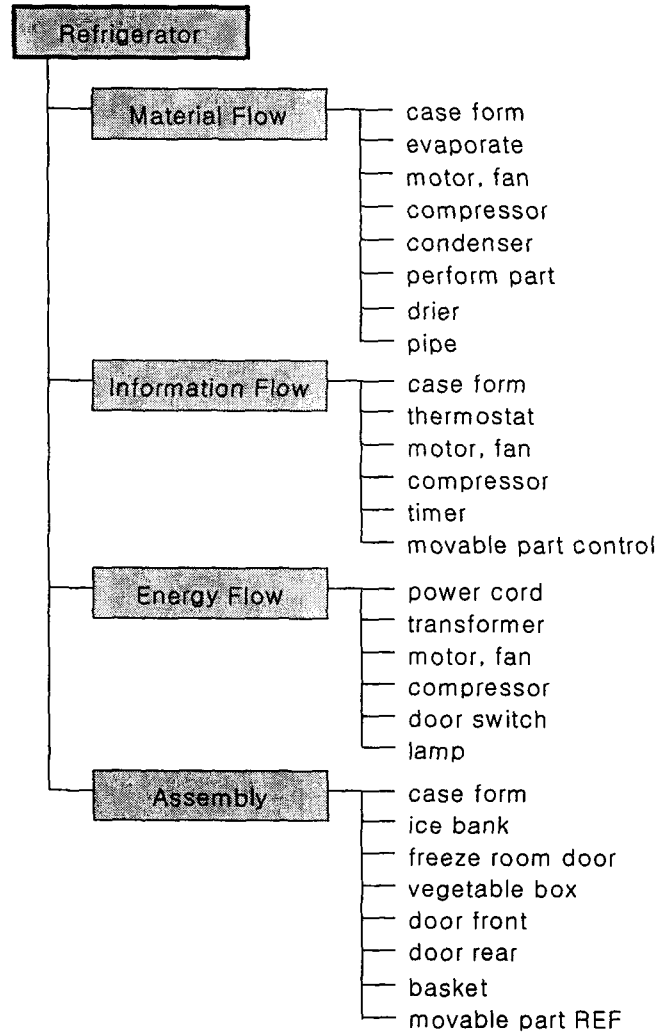 Refrigerator
Material Flow
case form
evaporate
motor, fan
compressor
condenser
perform part
drier
pipe
Information Flow
case form
thermostat
motor, fan
compressor
timer
movable part control
Energy Flow
power cord
transformer
motor, fan
compressor
door switch
lamp
Assembly
case form
ice bank
freeze room door
vegetable box
door front
door rear
basket
movable part REF